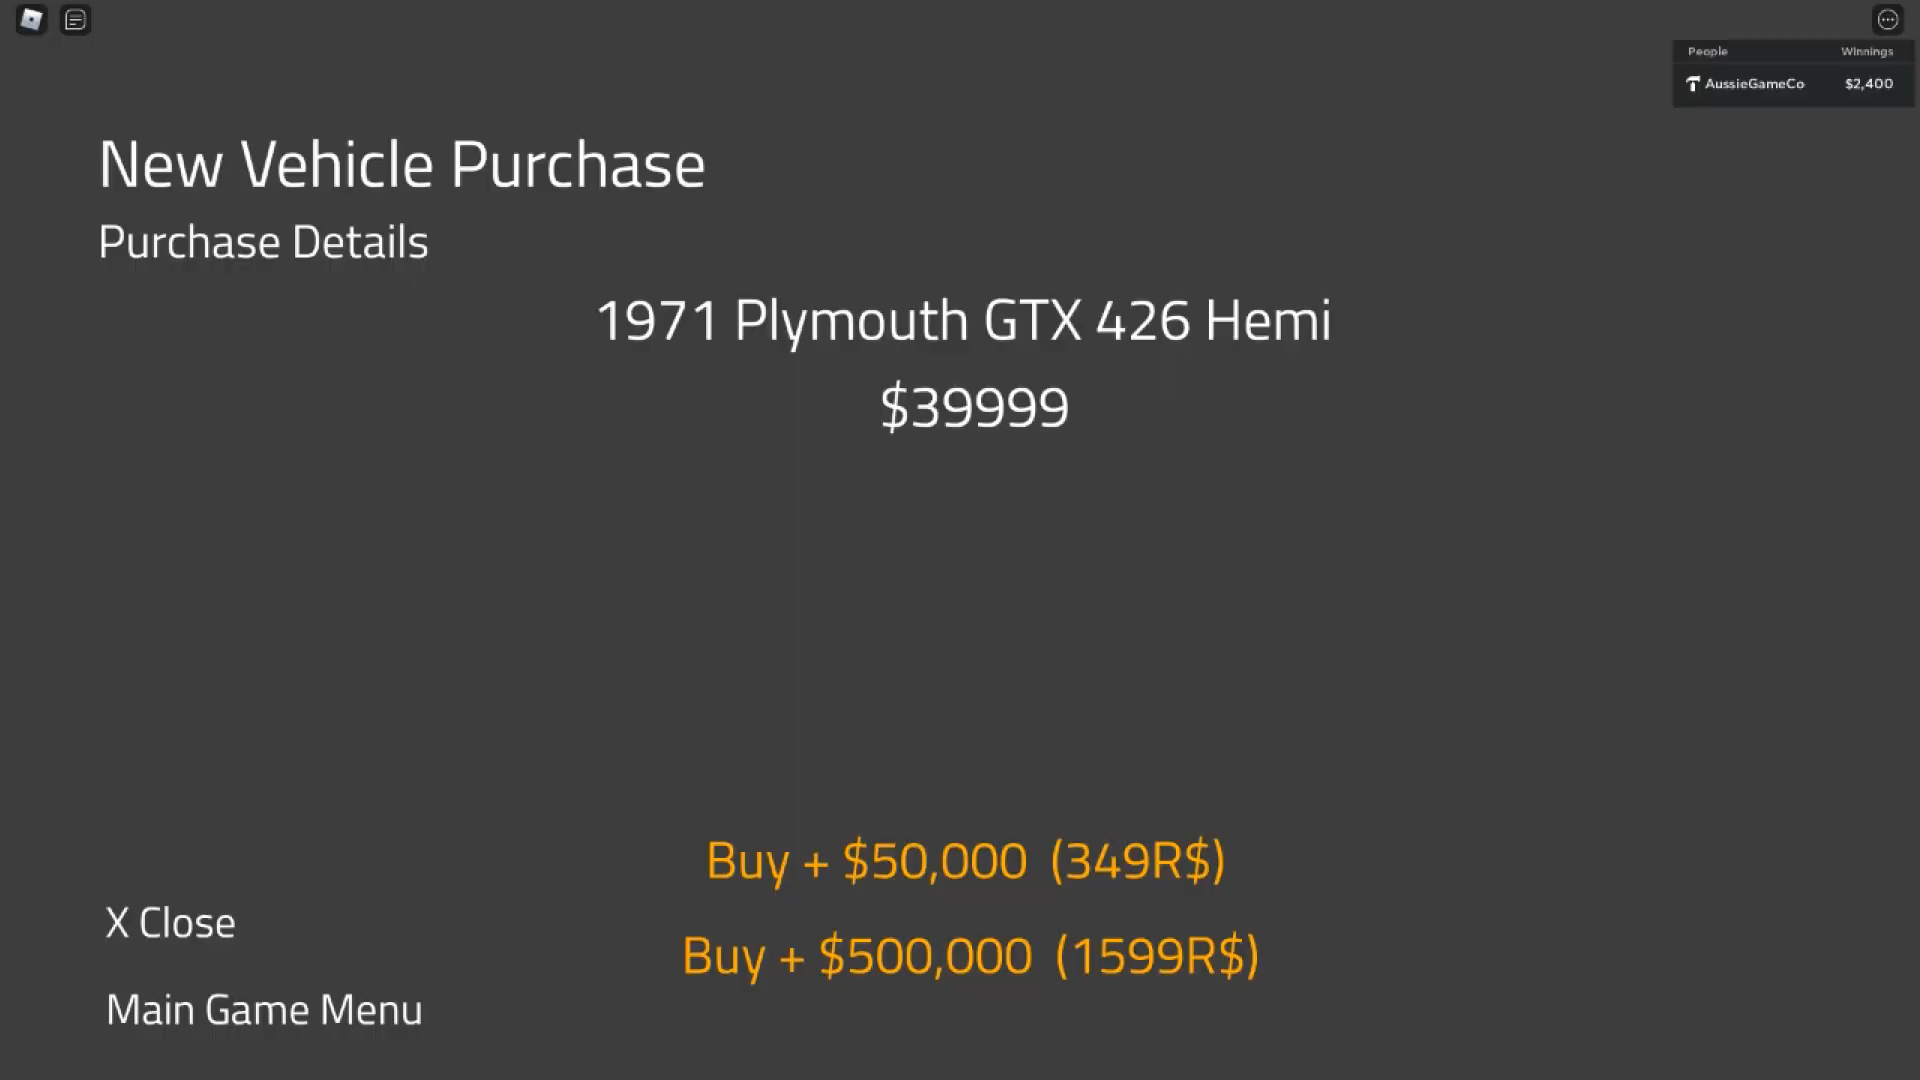 People Winnings
AussieGameCo $2,400
New Vehicle Purchase
Purchase Details
1971 Plymouth GTX 426 Hemi
$39999
Buy + $50,000 (349R$)
X Close
Buy + $500,000 (1599R$)
Main Game Menu